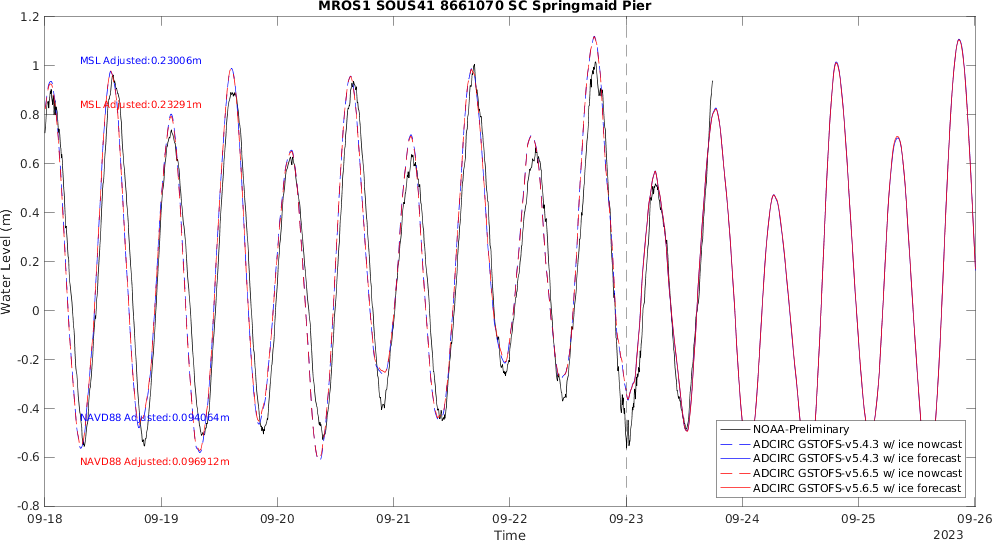 MROS1 SOUS41 8661070 SC Springmaid Pier
1.2
1
0.8
0.6
0.4
0.2
0
-0.2
-0.4
-0.6
-0.8
Water Level (m)
MSL Adjusted:0.23006m
MSL Adjusted:0.23291m
NAVD88 Adjusted:0.094064m
NAVD88 Adjusted:0.096912m
NOAA-Preliminary
ADCIRC GSTOFS-v5.4.3 w/ ice nowcast
ADCIRC GSTOFS-v5.4.3 w/ ice forecast
ADCIRC GSTOFS-v5.6.5 w/ ice nowcast
ADCIRC GSTOFS-v5.6.5 w/ ice forecast
09-18 09-19 09-20 09-21 09-22 09-23 09-24 09-25 09-26
Time
2023